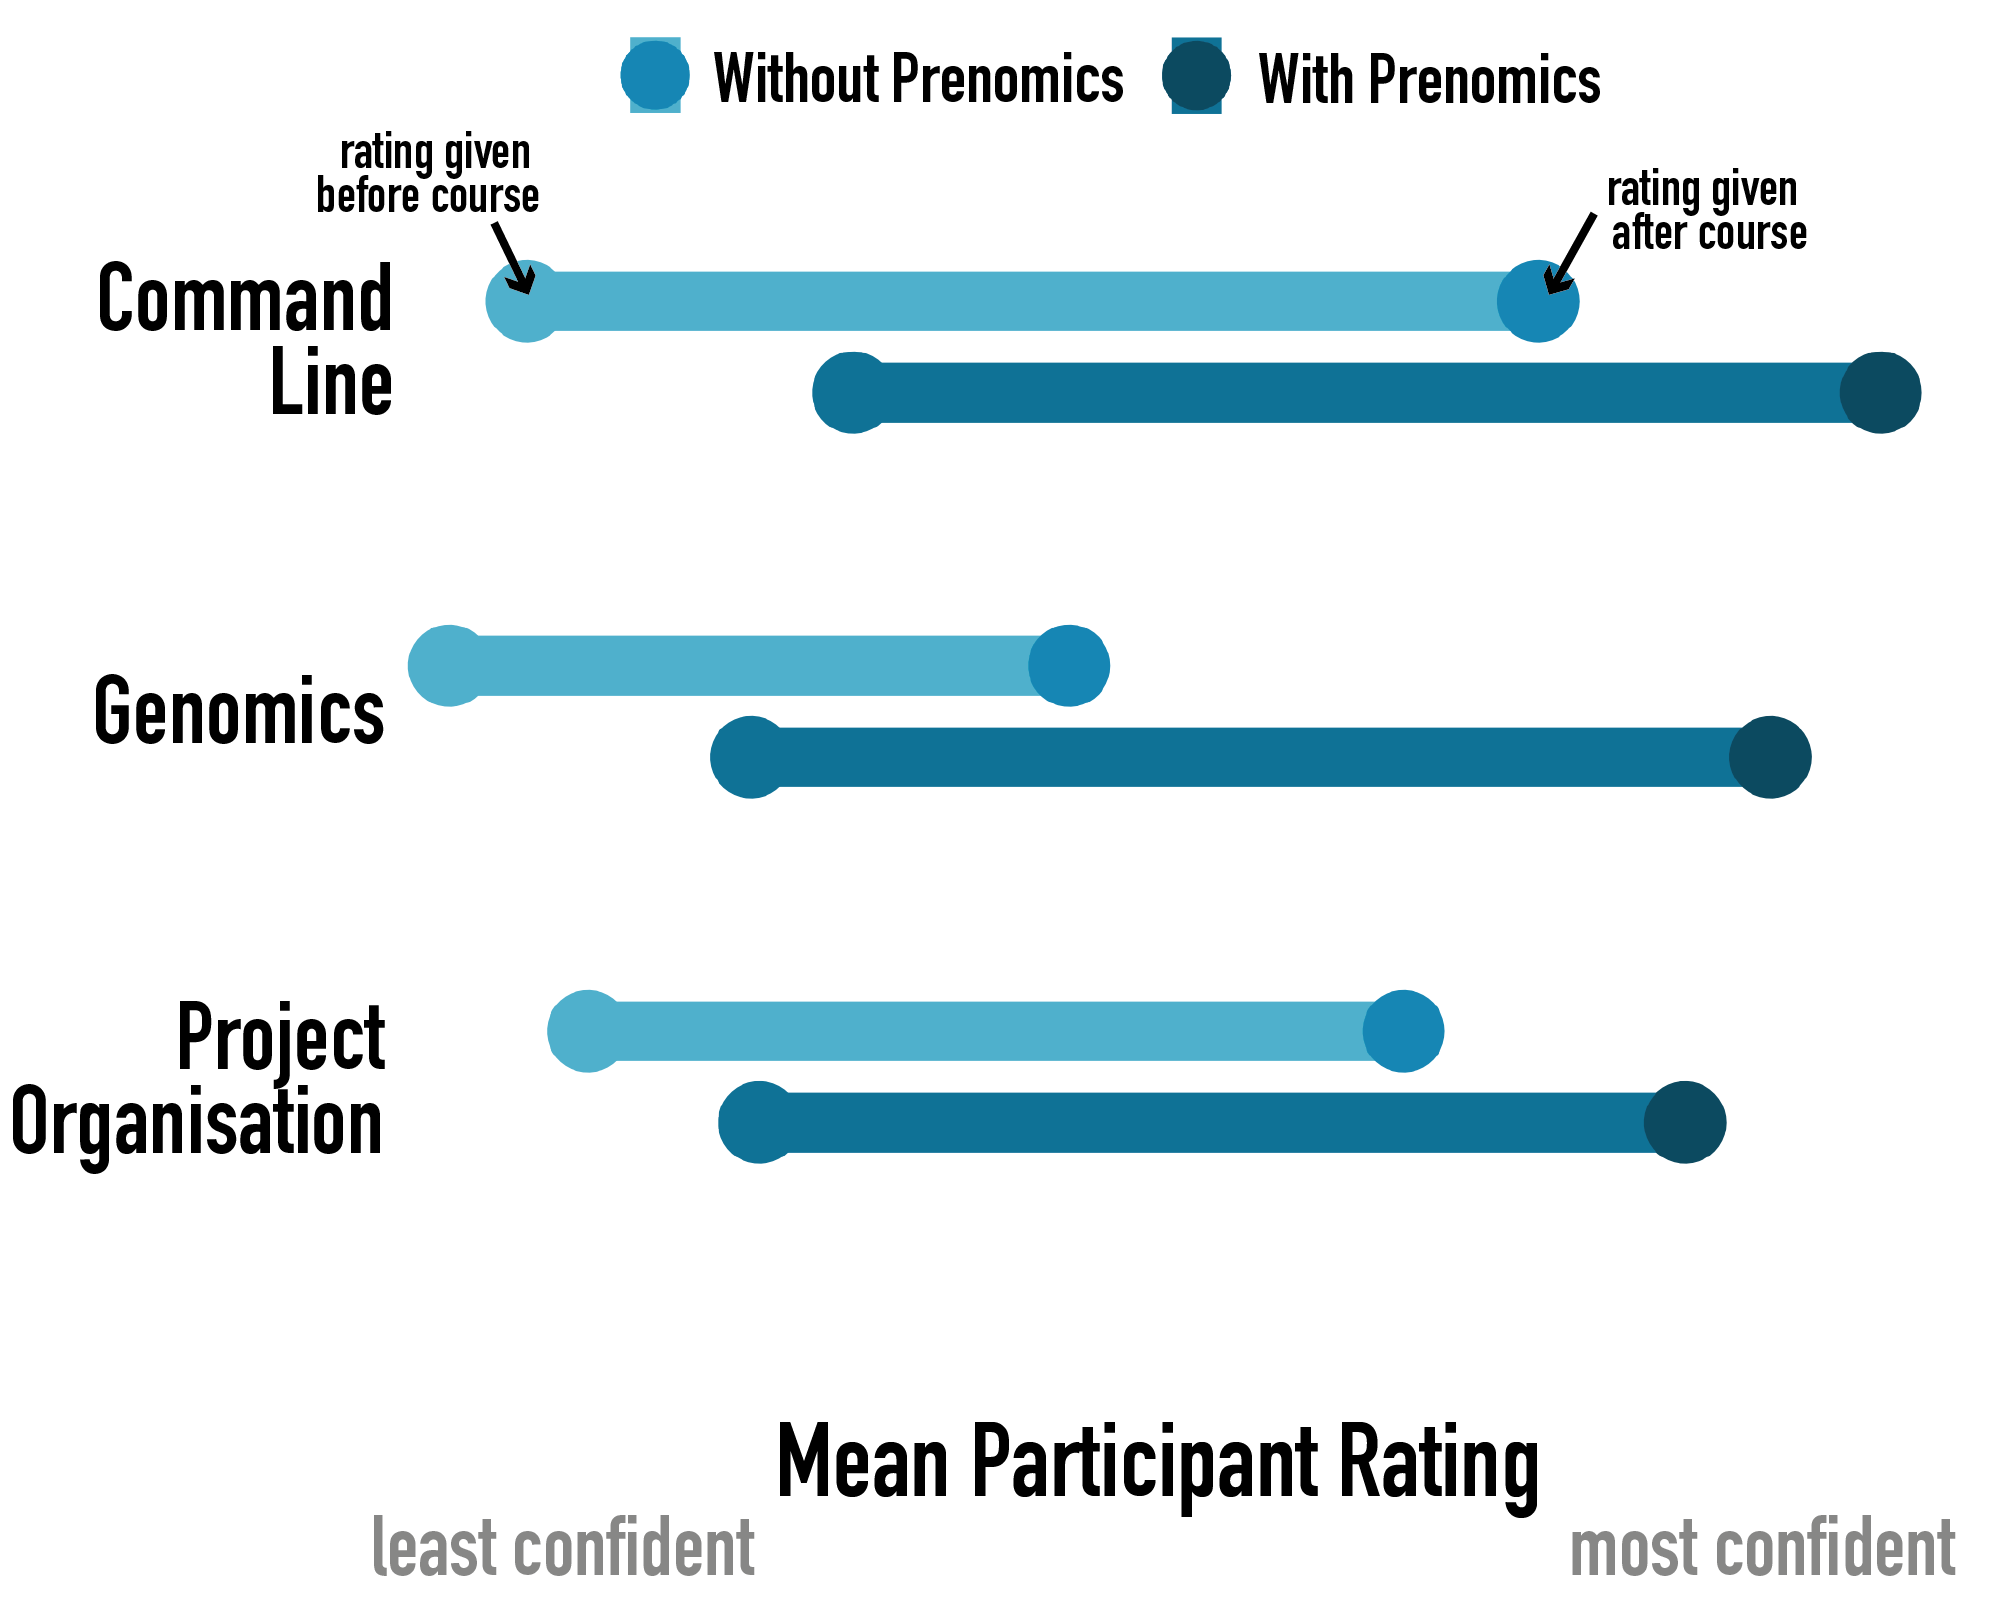 Without Prenomics
With Prenomics
rating given
before course
rating given
after course
Command
Line
Genomics
Project
Organisation
Mean Participant Rating
least confident
most confident